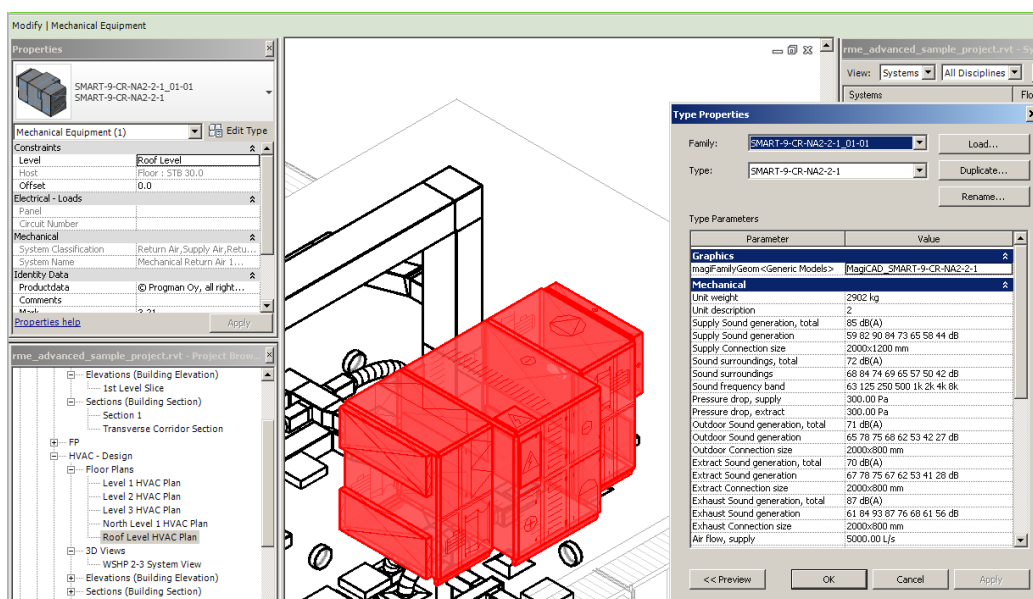 Modify | Mechanical Equipment
Properties
SMART-9-CR-NA2-2-1_01-01
SMART-9-CR-NA2-2-1
Mechanical Equipment (1)
Edit Type
Constraints
Level Roof Level
Host Floor : STB 30.0
Offset 0.0
Electrical - Loads
Panel
Circuit Number
Mechanical
System Classification Return Air,Supply Air,Retu...
System Name Mechanical Return Air 1...
Identity Data
Productdata © Progman Oy, all right...
Comments
Mark 3.21
Properties help
Apply
rme_advanced_sample_project.rvt - Project Brow...
Elevations (Building Elevation)
1st Level Slice
Sections (Building Section)
Section 1
Transverse Corridor Section
FP
HVAC - Design
Floor Plans
Level 1 HVAC Plan
Level 2 HVAC Plan
Level 3 HVAC Plan
North Level 1 HVAC Plan
Roof Level HVAC Plan
3D Views
WSHP 2-3 System View
Elevations (Building Elevation)
Sections (Building Section)
rme_advanced_sample_project.rvt - Sy
View: Systems All Disciplines
Systems Flo
Type Properties
Family: SMART-9-CR-NA2-2-1_01-01 Load...
Type: SMART-9-CR-NA2-2-1 Duplicate...
Rename...
Type Parameters
Parameter Value
Graphics
magiFamilyGeom<Generic Models> MagiCAD_SMART-9-CR-NA2-2-1
Mechanical
Unit weight 2902 kg
Unit description 2
Supply Sound generation, total 85 dB(A)
Supply Sound generation 59 82 90 84 73 65 58 44 dB
Supply Connection size 2000x1200 mm
Sound surroundings, total 72 dB(A)
Sound surroundings 68 84 74 69 65 57 50 42 dB
Sound frequency band 63 125 250 500 1k 2k 4k 8k
Pressure drop, supply 300.00 Pa
Pressure drop, extract 300.00 Pa
Outdoor Sound generation, total 71 dB(A)
Outdoor Sound generation 65 78 75 68 62 53 42 27 dB
Outdoor Connection size 2000x800 mm
Extract Sound generation, total 70 dB(A)
Extract Sound generation 67 78 75 67 62 53 41 28 dB
Extract Connection size 2000x800 mm
Exhaust Sound generation, total 87 dB(A)
Exhaust Sound generation 61 84 93 87 76 68 61 56 dB
Exhaust Connection size 2000x800 mm
Air flow, supply 5000.00 L/s
<< Preview OK Cancel Apply